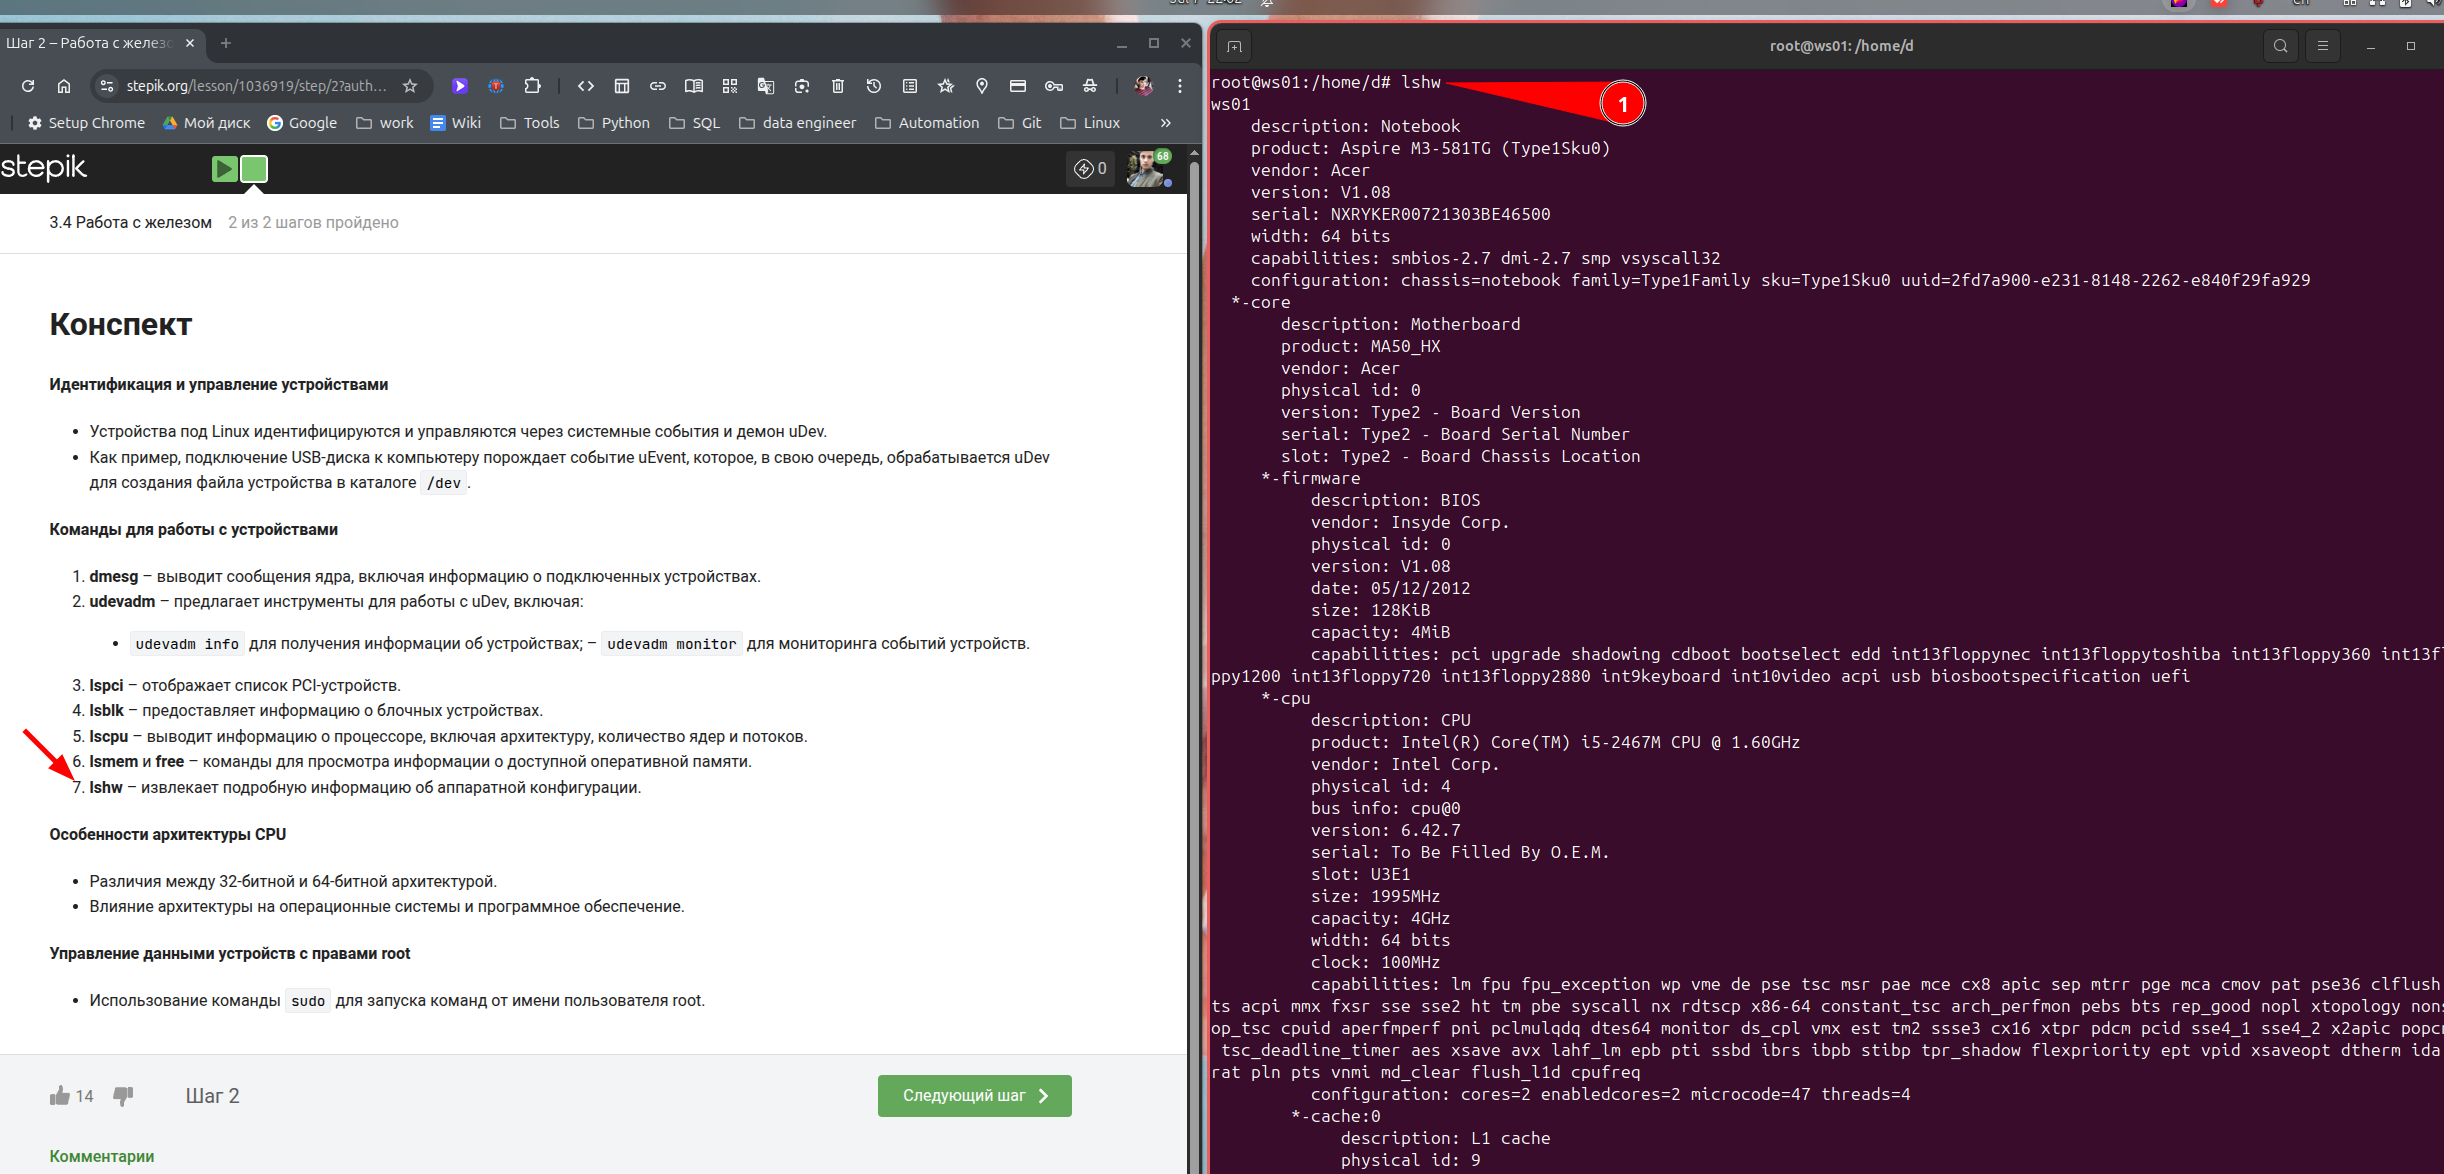 Шаг 2 – Работа с желез
stepik.org/lesson/1036919/step/2?auth...
Setup Chrome
Мой диск
Google
work
Wiki
Tools
Python
SQL
data engineer
Automation
Git
Linux
»
stepik
0
68
3.4 Работа с железом 2 из 2 шагов пройдено
Конспект
Идентификация и управление устройствами
• Устройства под Linux идентифицируются и управляются через системные события и демон uDev.
• Как пример, подключение USB-диска к компьютеру порождает событие uEvent, которое, в свою очередь, обрабатывается uDev
для создания файла устройства в каталоге /dev.
Команды для работы с устройствами
1. dmesg – выводит сообщения ядра, включая информацию о подключенных устройствах.
2. udevadm – предлагает инструменты для работы с uDev, включая:
• udevadm info для получения информации об устройствах; – udevadm monitor для мониторинга событий устройств.
3. lspci – отображает список PCI-устройств.
4. lsblk – предоставляет информацию о блочных устройствах.
5. lscpu – выводит информацию о процессоре, включая архитектуру, количество ядер и потоков.
6. lsmem и free – команды для просмотра информации о доступной оперативной памяти.
7. lshw – извлекает подробную информацию об аппаратной конфигурации.
Особенности архитектуры CPU
• Различия между 32-битной и 64-битной архитектурой.
• Влияние архитектуры на операционные системы и программное обеспечение.
Управление данными устройств с правами root
• Использование команды sudo для запуска команд от имени пользователя root.
14
Шаг 2
Следующий шаг
Комментарии
root@ws01: /home/d
root@ws01:/home/d# lshw
1
ws01
description: Notebook
product: Aspire M3-581TG (Type1Sku0)
vendor: Acer
version: V1.08
serial: NXRYKER00721303BE46500
width: 64 bits
capabilities: smbios-2.7 dmi-2.7 smp vsyscall32
configuration: chassis=notebook family=Type1Family sku=Type1Sku0 uuid=2fd7a900-e231-8148-2262-e840f29fa929
*-core
description: Motherboard
product: MA50_HX
vendor: Acer
physical id: 0
version: Type2 - Board Version
serial: Type2 - Board Serial Number
slot: Type2 - Board Chassis Location
*-firmware
description: BIOS
vendor: Insyde Corp.
physical id: 0
version: V1.08
date: 05/12/2012
size: 128KiB
capacity: 4MiB
capabilities: pci upgrade shadowing cdboot bootselect edd int13floppynec int13floppytoshiba int13floppy360 int13fl
ppy1200 int13floppy720 int13floppy2880 int9keyboard int10video acpi usb biosbootspecification uefi
*-cpu
description: CPU
product: Intel(R) Core(TM) i5-2467M CPU @ 1.60GHz
vendor: Intel Corp.
physical id: 4
bus info: cpu@0
version: 6.42.7
serial: To Be Filled By O.E.M.
slot: U3E1
size: 1995MHz
capacity: 4GHz
width: 64 bits
clock: 100MHz
capabilities: lm fpu fpu_exception wp vme de pse tsc msr pae mce cx8 apic sep mtrr pge mca cmov pat pse36 clflush
ts acpi mmx fxsr sse sse2 ht tm pbe syscall nx rdtscp x86-64 constant_tsc arch_perfmon pebs bts rep_good nopl xtopology nons
op_tsc cpuid aperfmperf pni pclmulqdq dtes64 monitor ds_cpl vmx est tm2 ssse3 cx16 xtpr pdcm pcid sse4_1 sse4_2 x2apic popc
tsc_deadline_timer aes xsave avx lahf_lm epb pti ssbd ibrs ibpb stibp tpr_shadow flexpriority ept vpid xsaveopt dtherm ida
rat pln pts vnmi md_clear flush_l1d cpufreq
configuration: cores=2 enabledcores=2 microcode=47 threads=4
*-cache:0
description: L1 cache
physical id: 9